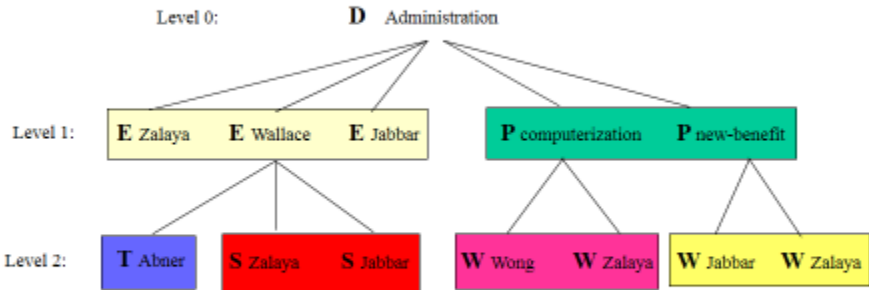 Level 0: D Administration
Level 1: E Zalaya E Wallace E Jabbar P computerization P new-benefit
Level 2: T Abner S Zalaya S Jabbar W Wong W Zalaya W Jabbar W Zalaya